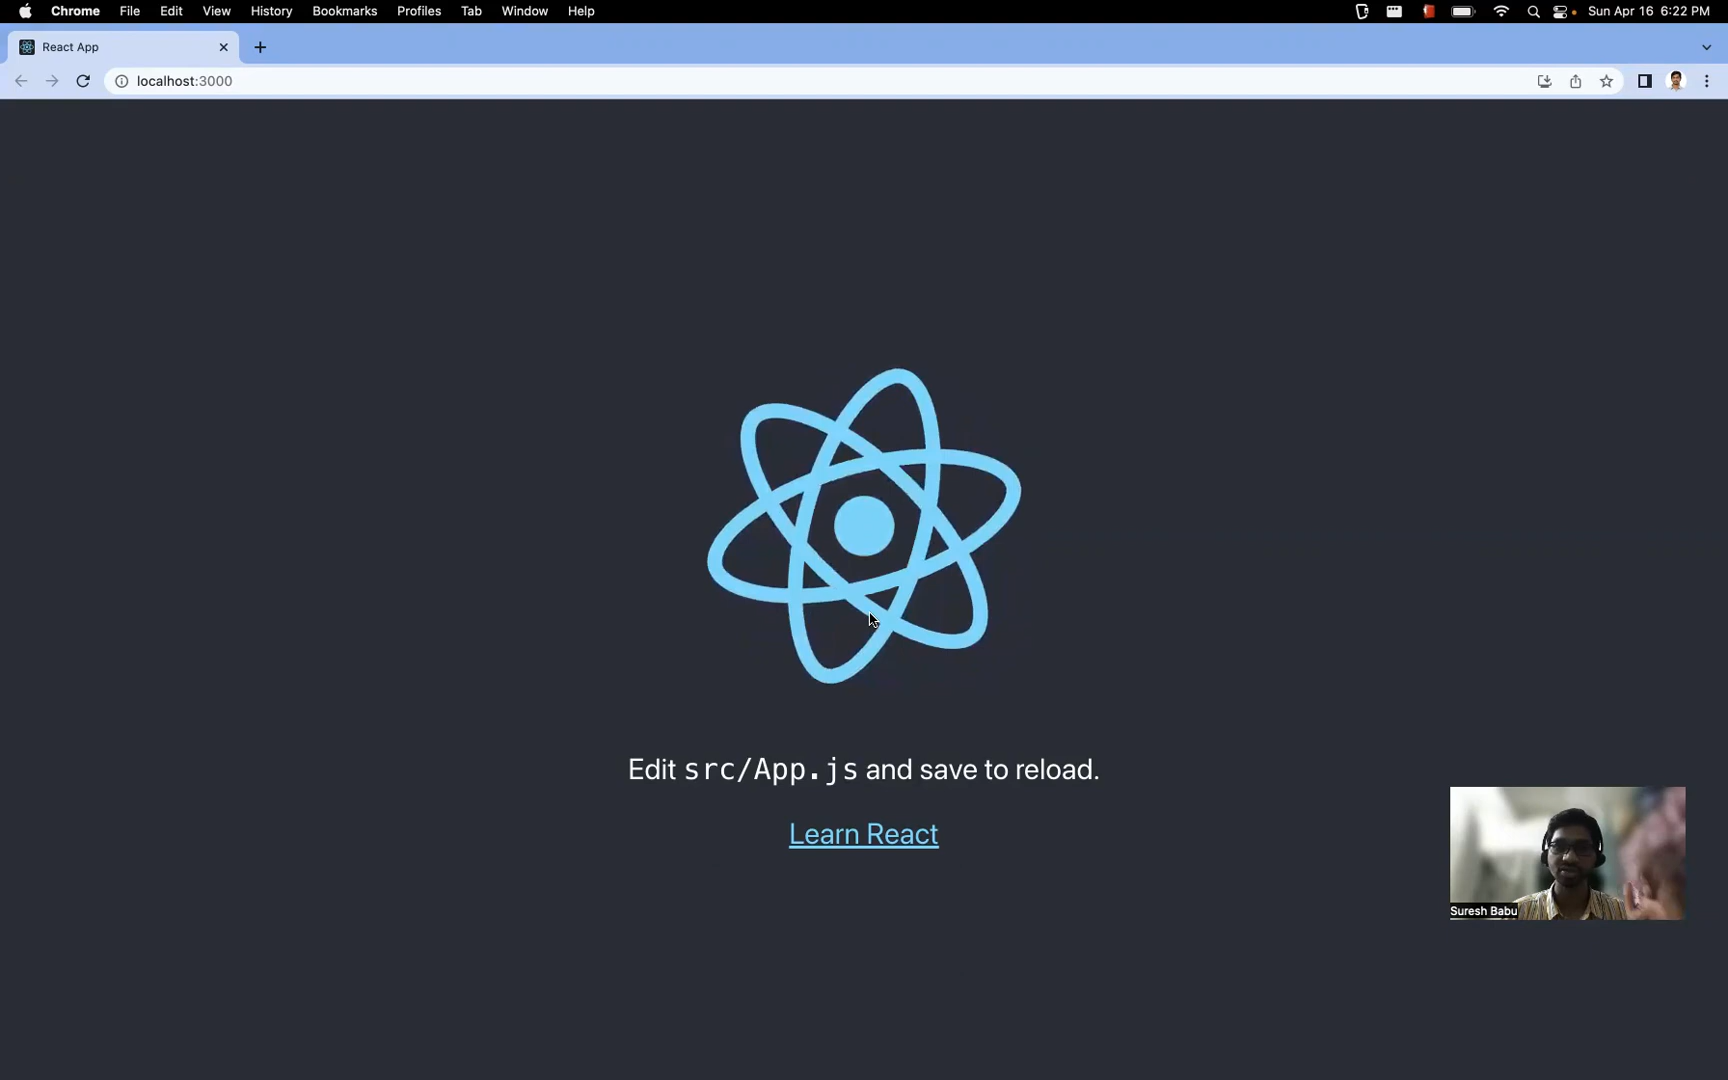 Chrome File Edit View History Bookmarks Profiles Tab Window Help Sun Apr 16 6:22 PM
React App
localhost:3000
Edit src/App.js and save to reload.
Learn React
Suresh Babu